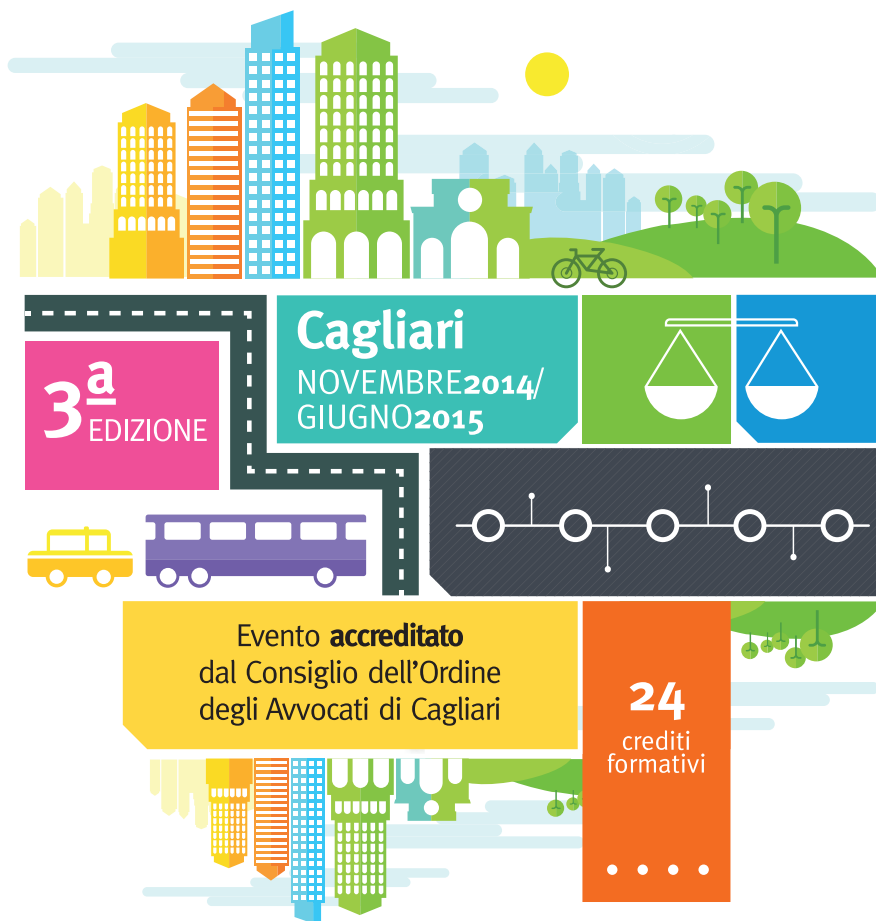 Cagliari
NOVEMBRE2014/
GIUGNO2015
3ª
EDIZIONE
Evento accreditato
dal Consiglio dell'Ordine
degli Avvocati di Cagliari
24
crediti
formativi